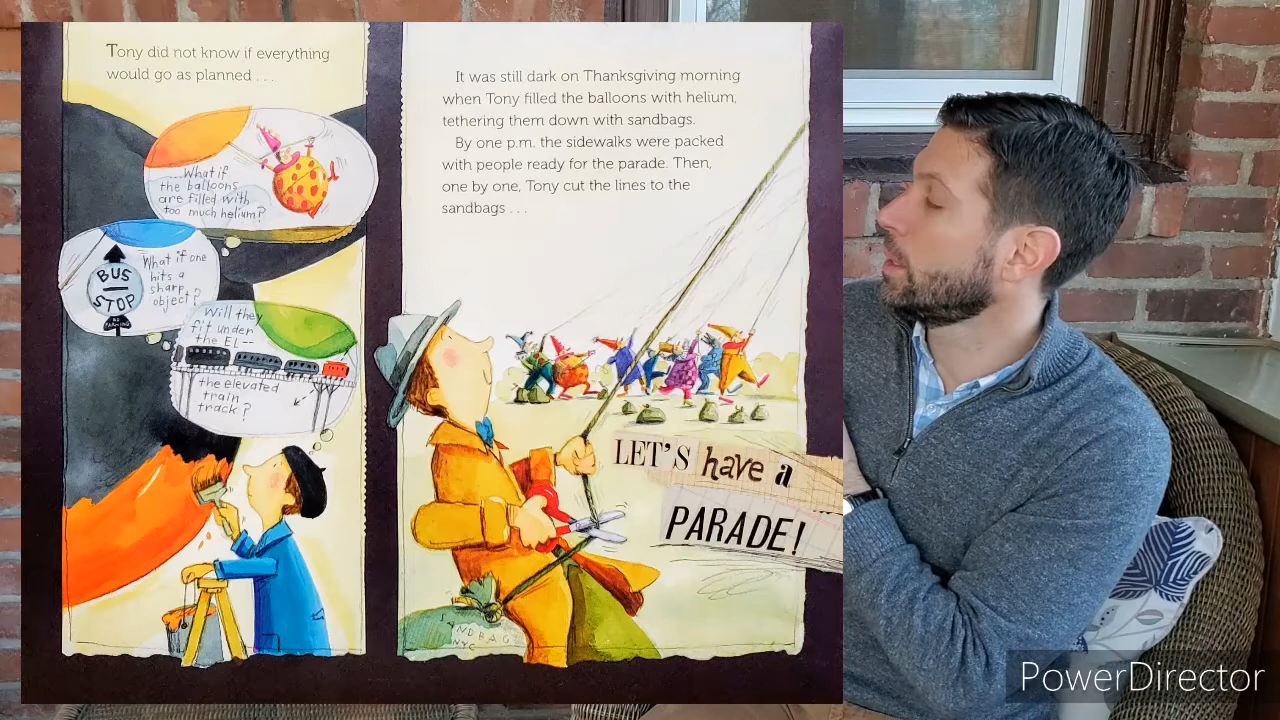 Tony did not know if everything
would go as planned . . .
What if
the balloons
are filled with
too much helium?
What if one
hits a
sharp
object?
BUS
STOP
NO
PARKING
Will they
fit under
the EL--
the elevated
train
track?
It was still dark on Thanksgiving morning
when Tony filled the balloons with helium,
tethering them down with sandbags.
By one p.m. the sidewalks were packed
with people ready for the parade. Then,
one by one, Tony cut the lines to the
sandbags . . .
LET'S have a
PARADE!
SANDBAGS
NYC
PowerDirector